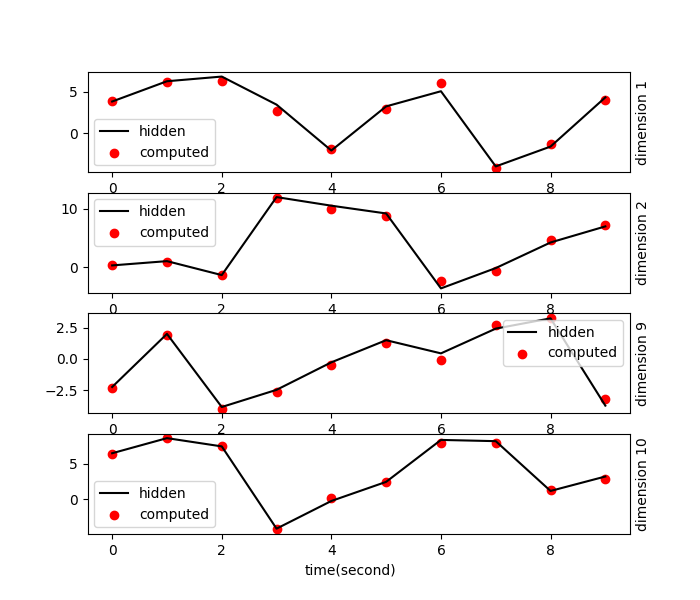 5
0
hidden
computed
dimension 1
0 2 4 6 8
10
0
hidden
computed
dimension 2
0 2 4 6 8
2.5
0.0
−2.5
hidden
computed
dimension 9
0 2 4 6 8
5
0
hidden
computed
dimension 10
0 2 4 6 8
time(second)